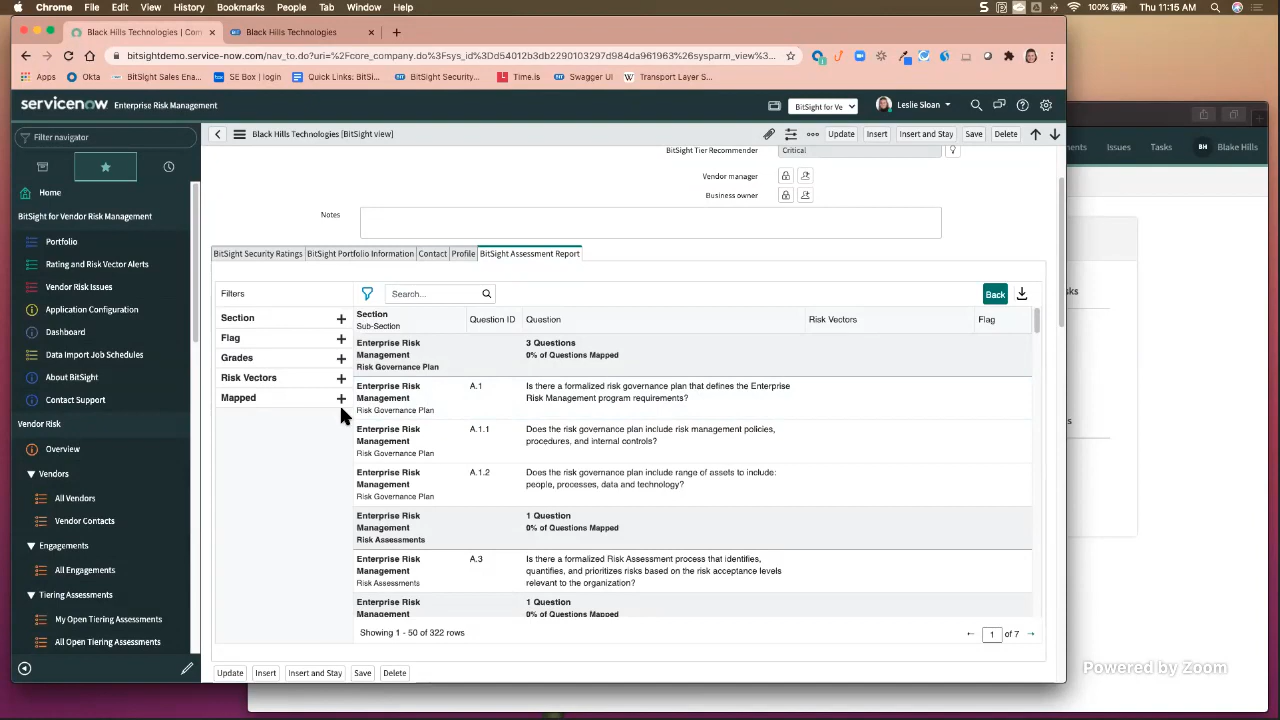 Chrome File Edit View History Bookmarks People Tab Window Help
100% Thu 11:15 AM
Black Hills Technologies | Com
Black Hills Technologies
bitsightdemo.service-now.com/nav_to.do?uri=%2Fcore_company.do%3Fsys_id%3Dd54012b3db2290103297d984da961963%26sysparm_view%3...
Apps Okta BitSight Sales Ena... SE Box | login Quick Links: BitSi... BitSight Security... Time.is Swagger UI Transport Layer S...
servicenow Enterprise Risk Management
BitSight for Ve
Leslie Sloan
Filter navigator
Black Hills Technologies [BitSight view]
Update Insert Insert and Stay Save Delete
Issues Tasks BH Blake Hills
Home
BitSight for Vendor Risk Management
Portfolio
Rating and Risk Vector Alerts
Vendor Risk Issues
Application Configuration
Dashboard
Data Import Job Schedules
About BitSight
Contact Support
Vendor Risk
Overview
Vendors
All Vendors
Vendor Contacts
Engagements
All Engagements
Tiering Assessments
My Open Tiering Assessments
All Open Tiering Assessments
BitSight Tier Recommender Critical
Vendor manager
Business owner
Notes
BitSight Security Ratings BitSight Portfolio Information Contact Profile BitSight Assessment Report
Filters
Search...
Back
Section
Flag
Grades
Risk Vectors
Mapped
Section
Sub-Section
Question ID
Question
Risk Vectors
Flag
Enterprise Risk
Management
Risk Governance Plan
3 Questions
0% of Questions Mapped
Enterprise Risk
Management
Risk Governance Plan
A.1
Is there a formalized risk governance plan that defines the Enterprise
Risk Management program requirements?
Enterprise Risk
Management
Risk Governance Plan
A.1.1
Does the risk governance plan include risk management policies,
procedures, and internal controls?
Enterprise Risk
Management
Risk Governance Plan
A.1.2
Does the risk governance plan include range of assets to include:
people, processes, data and technology?
Enterprise Risk
Management
Risk Assessments
1 Question
0% of Questions Mapped
Enterprise Risk
Management
Risk Assessments
A.3
Is there a formalized Risk Assessment process that identifies,
quantifies, and prioritizes risks based on the risk acceptance levels
relevant to the organization?
Enterprise Risk
Management
1 Question
0% of Questions Mapped
Showing 1 - 50 of 322 rows
1 of 7
Update Insert Insert and Stay Save Delete
Powered by Zoom